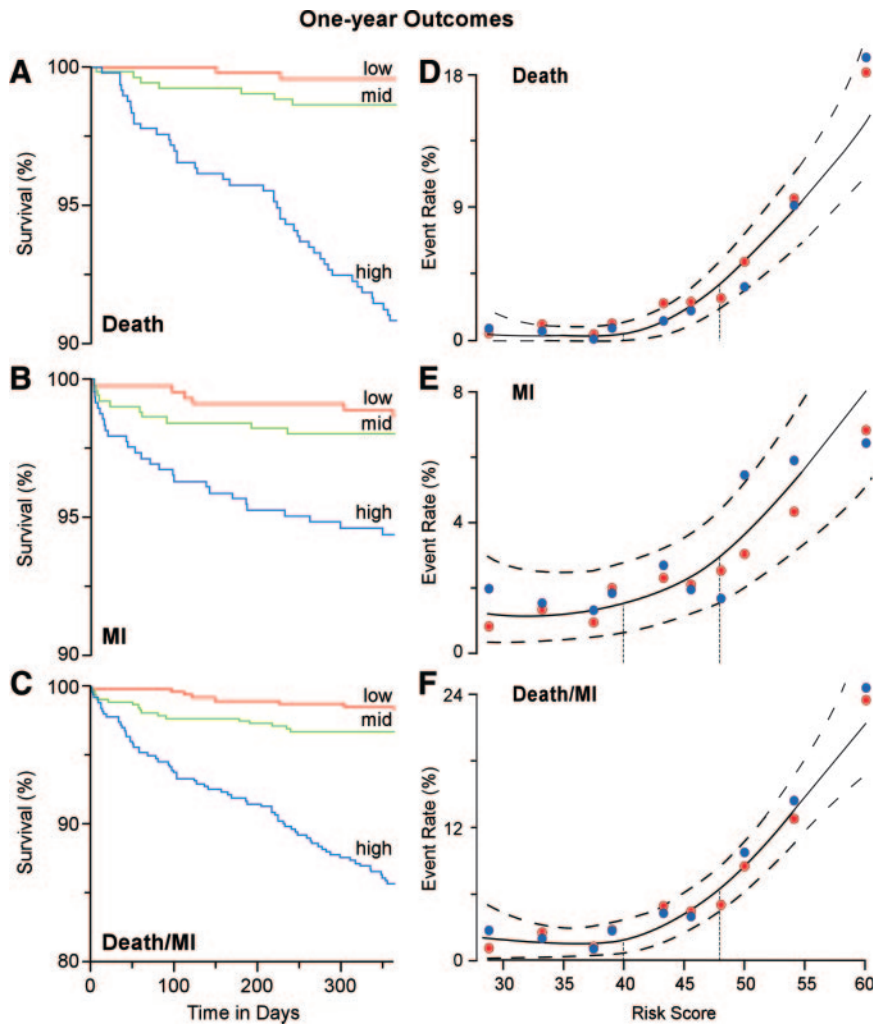 One-year Outcomes
A
100
95
90
Survival (%)
low
mid
high
Death
B
100
95
90
Survival (%)
low
mid
high
MI
C
100
90
80
Survival (%)
low
mid
high
Death/MI
0
100
200
300
Time in Days
D
Death
18
9
0
Event Rate (%)
E
MI
8
4
0
Event Rate (%)
F
Death/MI
24
12
0
Event Rate (%)
30
35
40
45
50
55
60
Risk Score